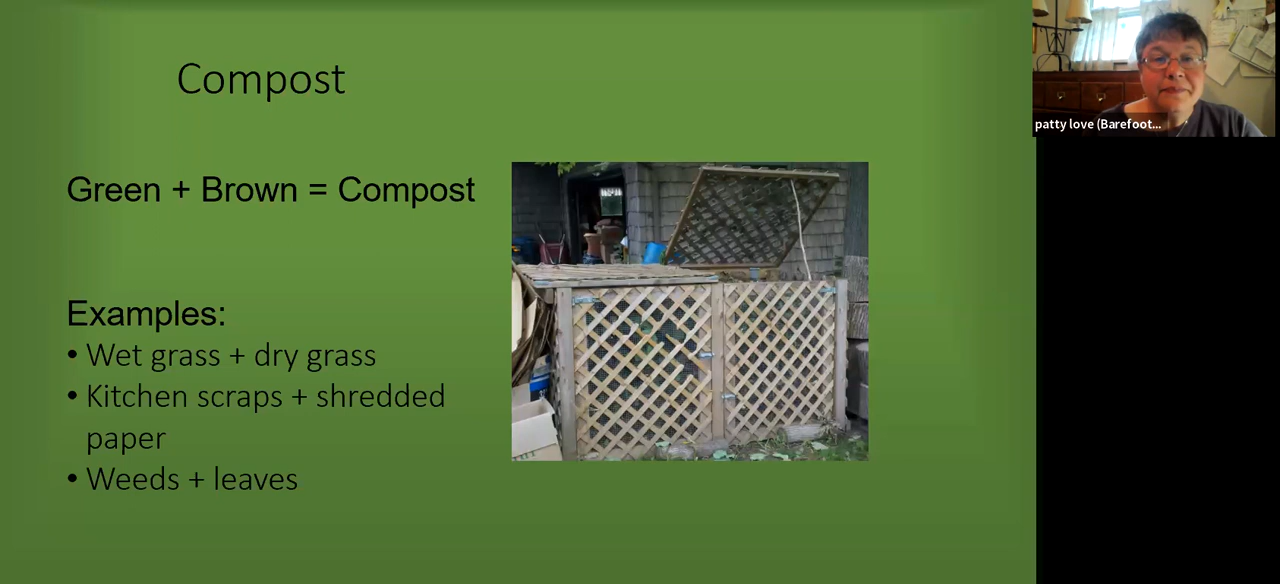 Compost
Green + Brown = Compost
Examples:
• Wet grass + dry grass
• Kitchen scraps + shredded
paper
• Weeds + leaves
patty love (Barefoot...